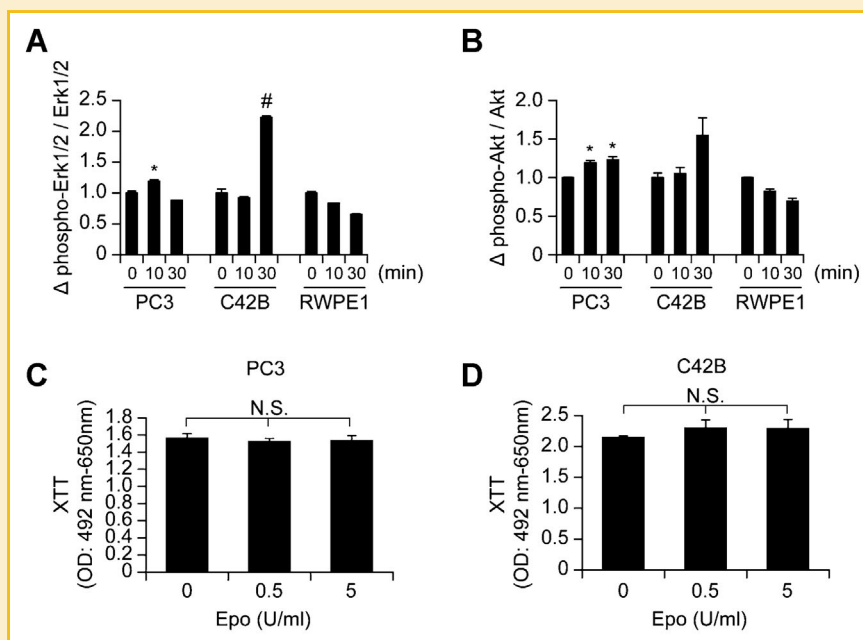 A
Δ phospho-Erk1/2 / Erk1/2
2.5
2.0
1.5
1.0
0.5
0
*
#
0 10 30 0 10 30 0 10 30 (min)
PC3 C42B RWPE1
B
Δ phospho-Akt / Akt
2.0
1.5
1.0
0.5
0
* *
0 10 30 0 10 30 0 10 30 (min)
PC3 C42B RWPE1
C
PC3
N.S.
XTT
(OD: 492 nm-650nm)
1.8
1.6
1.4
1.2
1.0
0.8
0.6
0.4
0.2
0
0 0.5 5
Epo (U/ml)
D
C42B
N.S.
XTT
(OD: 492 nm-650nm)
2.5
2.0
1.5
1.0
0.5
0
0 0.5 5
Epo (U/ml)